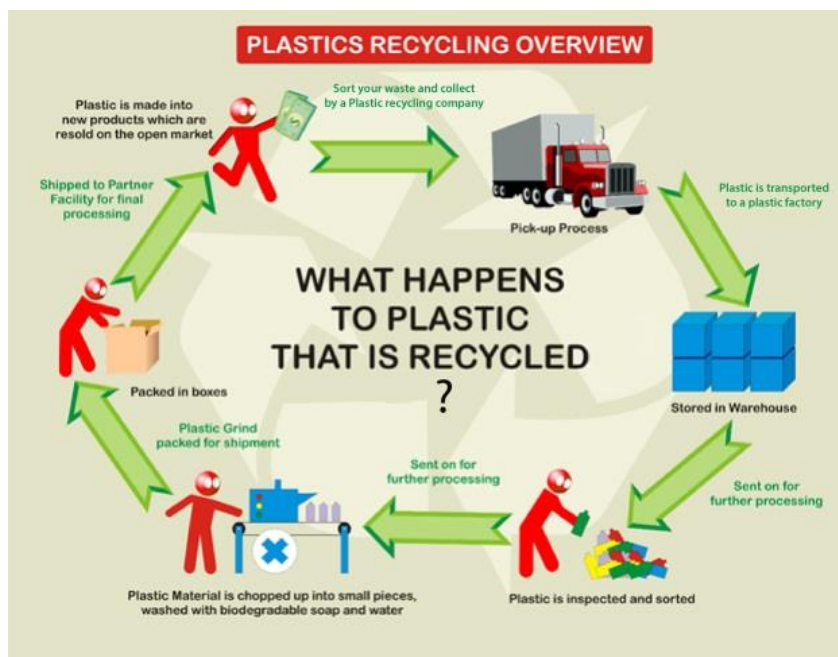 PLASTICS RECYCLING OVERVIEW
Sort your waste and collect
by a Plastic recycling company
Pick-up Process
Plastic is transported
to a plastic factory
Stored in Warehouse
Sent on for
further processing
Plastic is inspected and sorted
Sent on for
further processing
Plastic Material is chopped up into small pieces,
washed with biodegradable soap and water
Plastic Grind
packed for shipment
Packed in boxes
Shipped to Partner
Facility for final
processing
Plastic is made into
new products which are
resold on the open market
WHAT HAPPENS
TO PLASTIC
THAT IS RECYCLED
?